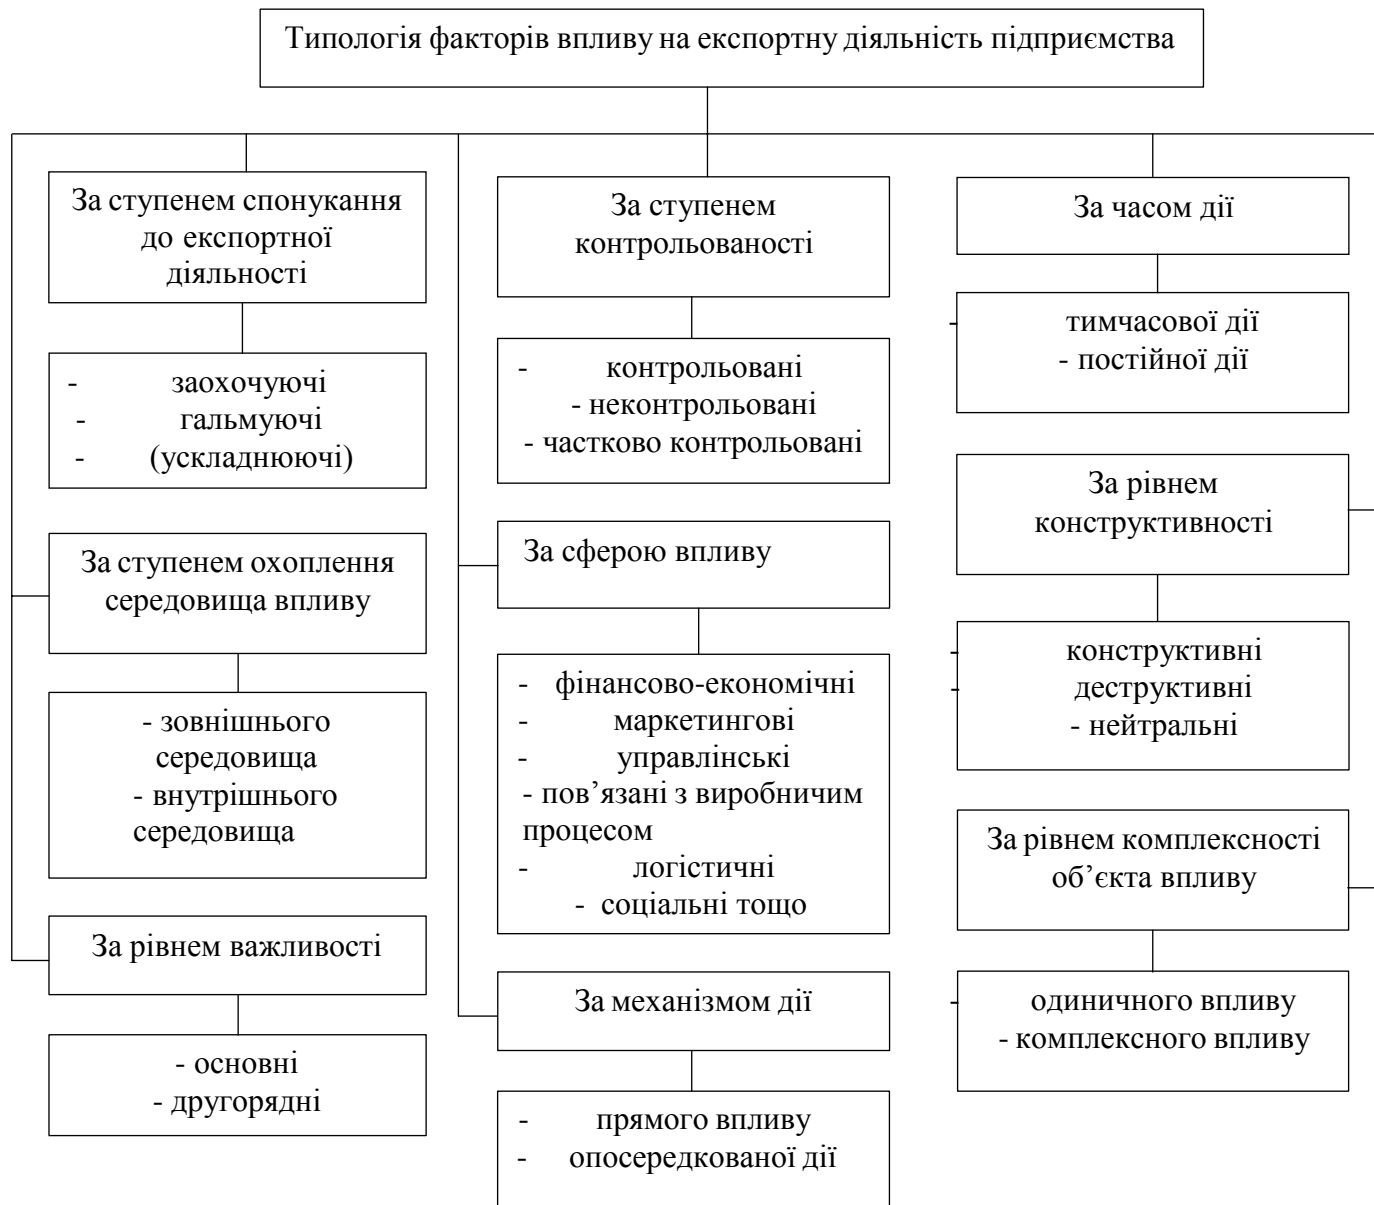 Типологія факторів впливу на експортну діяльність підприємства
За ступенем спонукання
до експортної
діяльності
- заохочуючі
- гальмуючі
- (ускладнюючі)
За ступенем охоплення
середовища впливу
- зовнішнього
середовища
- внутрішнього
середовища
За рівнем важливості
- основні
- другорядні
За ступенем
контрольованості
- контрольовані
- неконтрольовані
- частково контрольовані
За сферою впливу
- фінансово-економічні
- маркетингові
- управлінські
- пов’язані з виробничим
процесом
- логістичні
- соціальні тощо
За механізмом дії
- прямого впливу
- опосередкованої дії
За часом дії
- тимчасової дії
- постійної дії
За рівнем
конструктивності
- конструктивні
- деструктивні
- нейтральні
За рівнем комплексності
об’єкта впливу
- одиничного впливу
- комплексного впливу